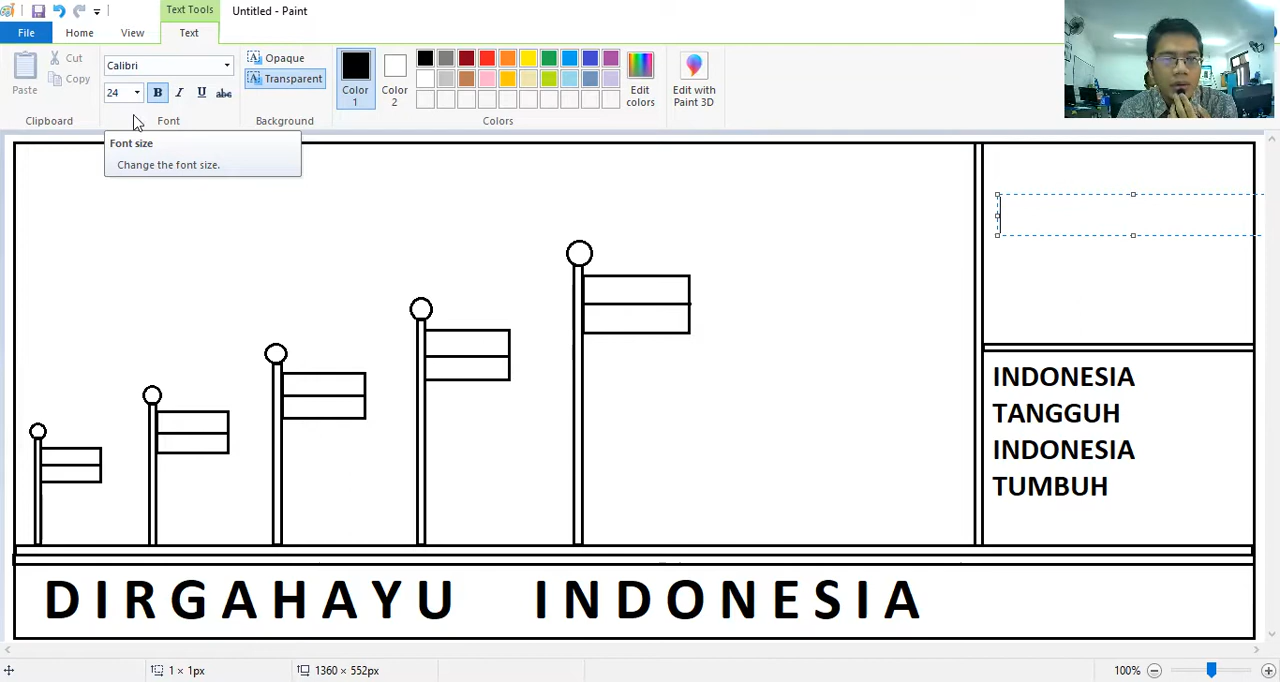 Text Tools
Untitled - Paint
File
Home
View
Text
Paste
Cut
Copy
Clipboard
Calibri
24
B
I
U
abc
Font
Opaque
Transparent
Background
Color 1
Color 2
Edit colors
Colors
Edit with Paint 3D
Font size
Change the font size.
INDONESIA
TANGGUH
INDONESIA
TUMBUH
DIRGAHAYU INDONESIA
1 × 1px
1360 × 552px
100%